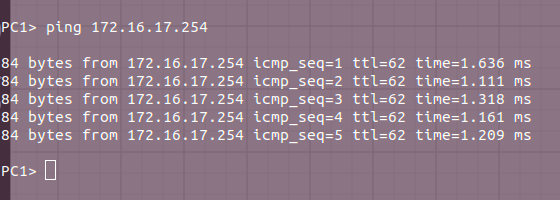 PC1> ping 172.16.17.254
84 bytes from 172.16.17.254 icmp_seq=1 ttl=62 time=1.636 ms
84 bytes from 172.16.17.254 icmp_seq=2 ttl=62 time=1.111 ms
84 bytes from 172.16.17.254 icmp_seq=3 ttl=62 time=1.318 ms
84 bytes from 172.16.17.254 icmp_seq=4 ttl=62 time=1.161 ms
84 bytes from 172.16.17.254 icmp_seq=5 ttl=62 time=1.209 ms
PC1>